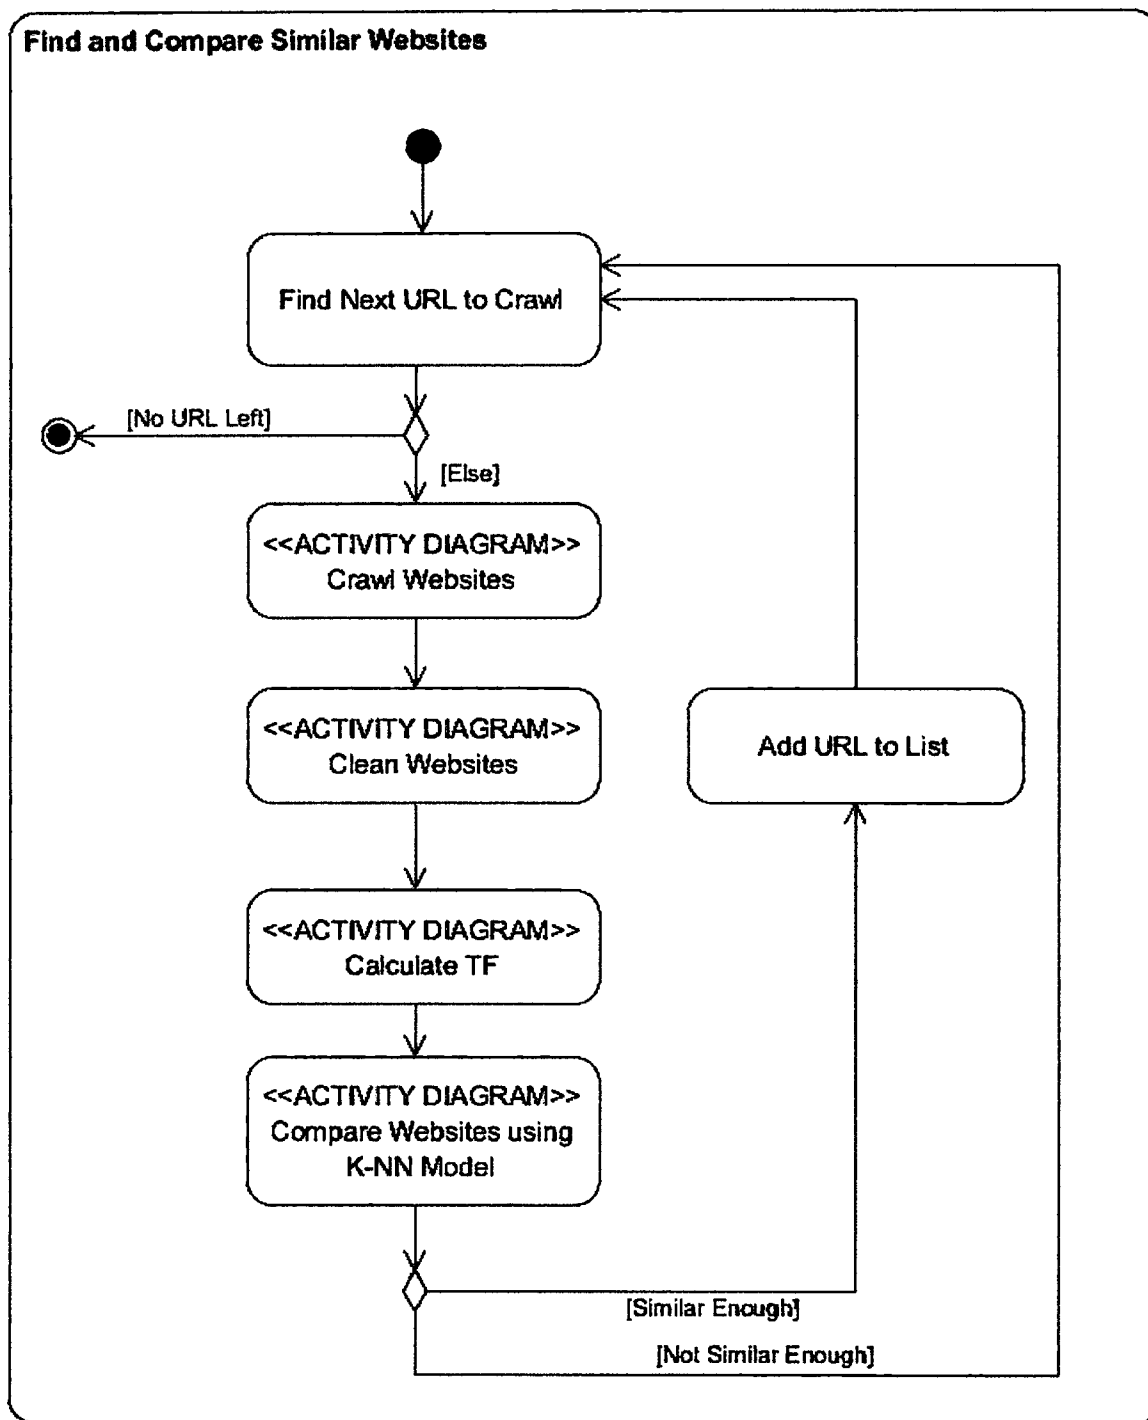 Find and Compare Similar Websites
Find Next URL to Crawl
[No URL Left]
[Else]
<<ACTIVITY DIAGRAM>>
Crawl Websites
<<ACTIVITY DIAGRAM>>
Clean Websites
Add URL to List
<<ACTIVITY DIAGRAM>>
Calculate TF
<<ACTIVITY DIAGRAM>>
Compare Websites using
K-NN Model
[Similar Enough]
[Not Similar Enough]